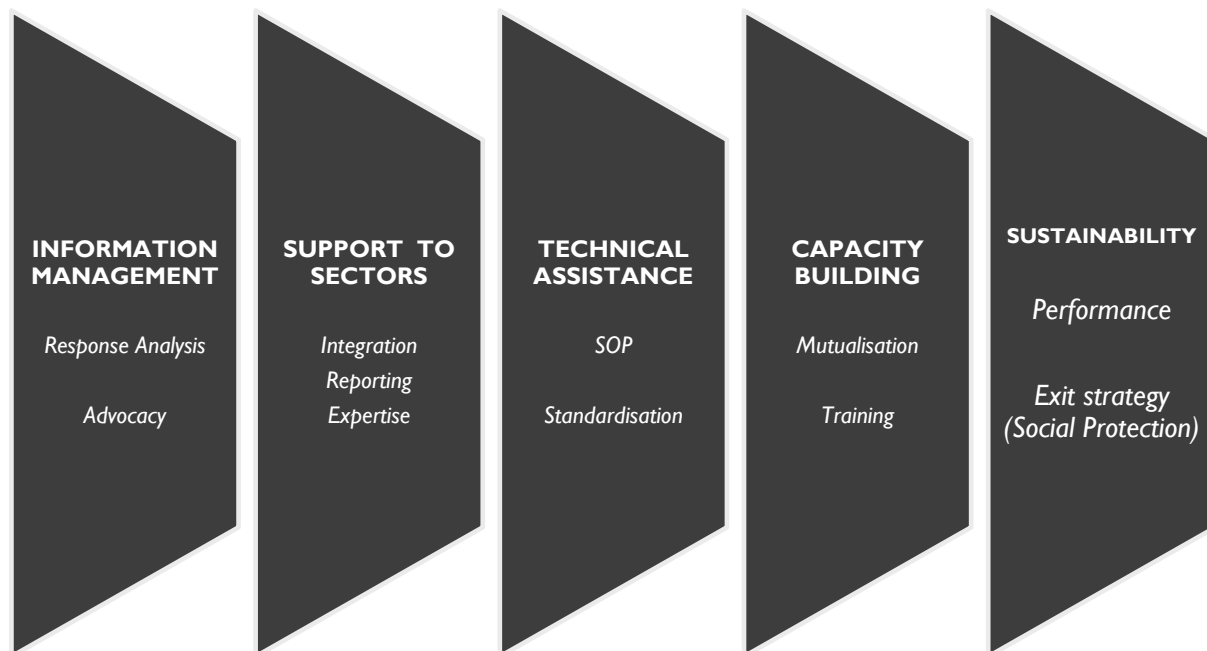 INFORMATION
MANAGEMENT
Response Analysis
Advocacy
SUPPORT TO
SECTORS
Integration
Reporting
Expertise
TECHNICAL
ASSISTANCE
SOP
Standardisation
CAPACITY
BUILDING
Mutualisation
Training
SUSTAINABILITY
Performance
Exit strategy
(Social Protection)